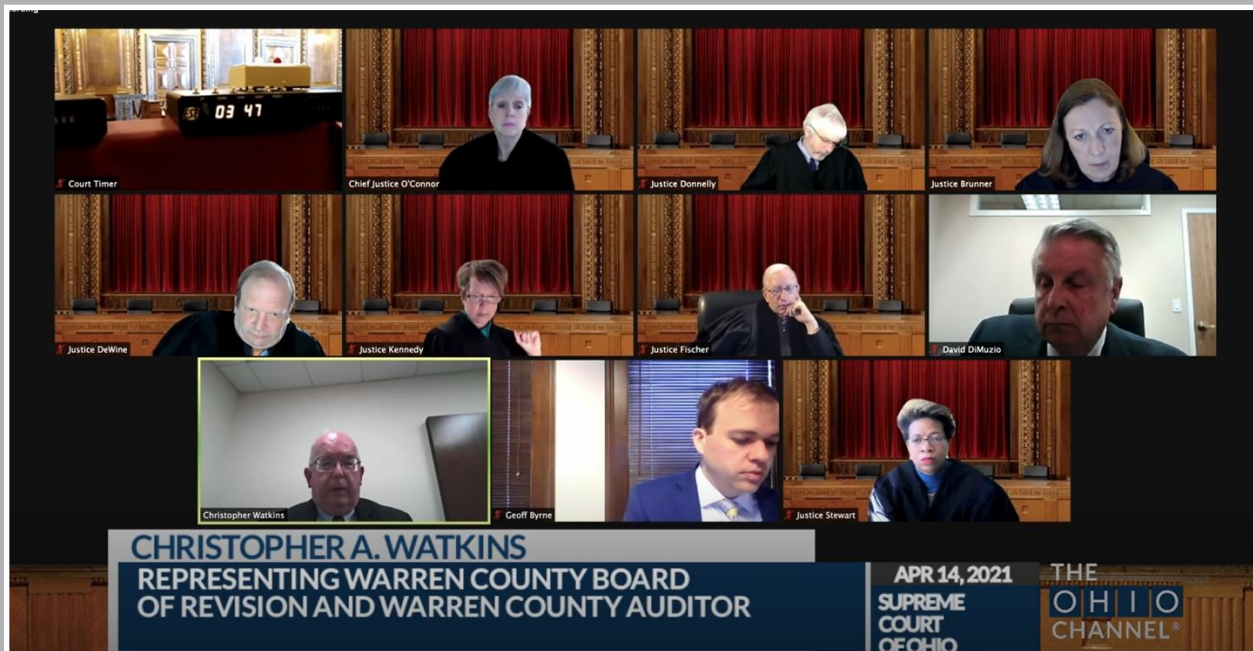 03 47
Court Timer
Chief Justice O'Connor
Justice Donnelly
Justice Brunner
Justice DeWine
Justice Kennedy
Justice Fischer
David DiMuzio
Christopher Watkins
Geoff Byrne
Justice Stewart
CHRISTOPHER A. WATKINS
REPRESENTING WARREN COUNTY BOARD
OF REVISION AND WARREN COUNTY AUDITOR
APR 14, 2021
SUPREME
COURT
OF OHIO
THE
OHIO
CHANNEL®